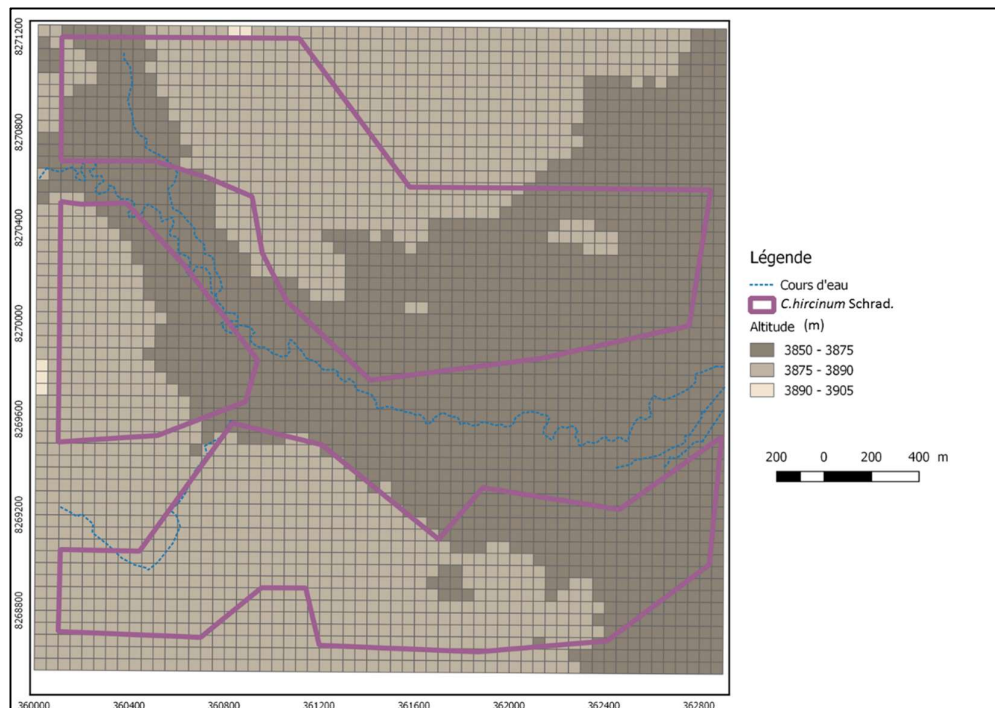 8271200
8270800
8270400
8270000
8269600
8269200
8268800
360000 360400 360800 361200 361600 362000 362400 362800
Légende
Cours d'eau
C.hircinum Schrad.
Altitude (m)
3850 - 3875
3875 - 3890
3890 - 3905
200 0 200 400 m